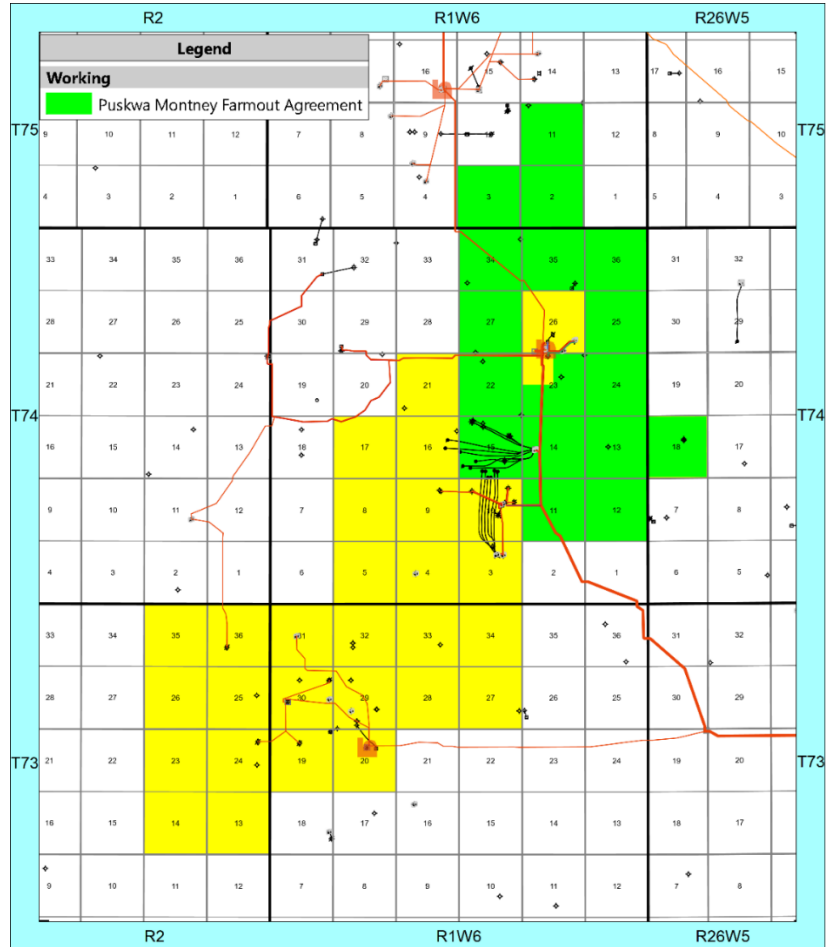 R2 R1W6 R26W5
Legend
Working
Puskwa Montney Farmout Agreement
16 15 14 13 17 16 15
T75 T75
9 10 11 12 7 8 9 10 11 12 8 9 10
4 3 2 1 6 5 4 3 2 1 5 4 3
33 34 35 36 31 32 33 34 35 36 31 32
28 27 26 25 30 29 28 27 26 25 30 29
21 22 23 24 19 20 21 22 23 24 19 20
T74 T74
16 15 14 13 18 17 16 15 14 13 18 17
9 10 11 12 7 8 9 10 11 12 7 8
4 3 2 1 6 5 4 3 2 1 6 5
33 34 35 36 31 32 33 34 35 36 31 32
28 27 26 25 30 29 28 27 26 25 30 29
T73 21 22 23 24 19 20 21 22 23 24 19 20 T73
16 15 14 13 18 17 16 15 14 13 18 17
9 10 11 12 7 8 9 10 11 12 7 8
R2 R1W6 R26W5